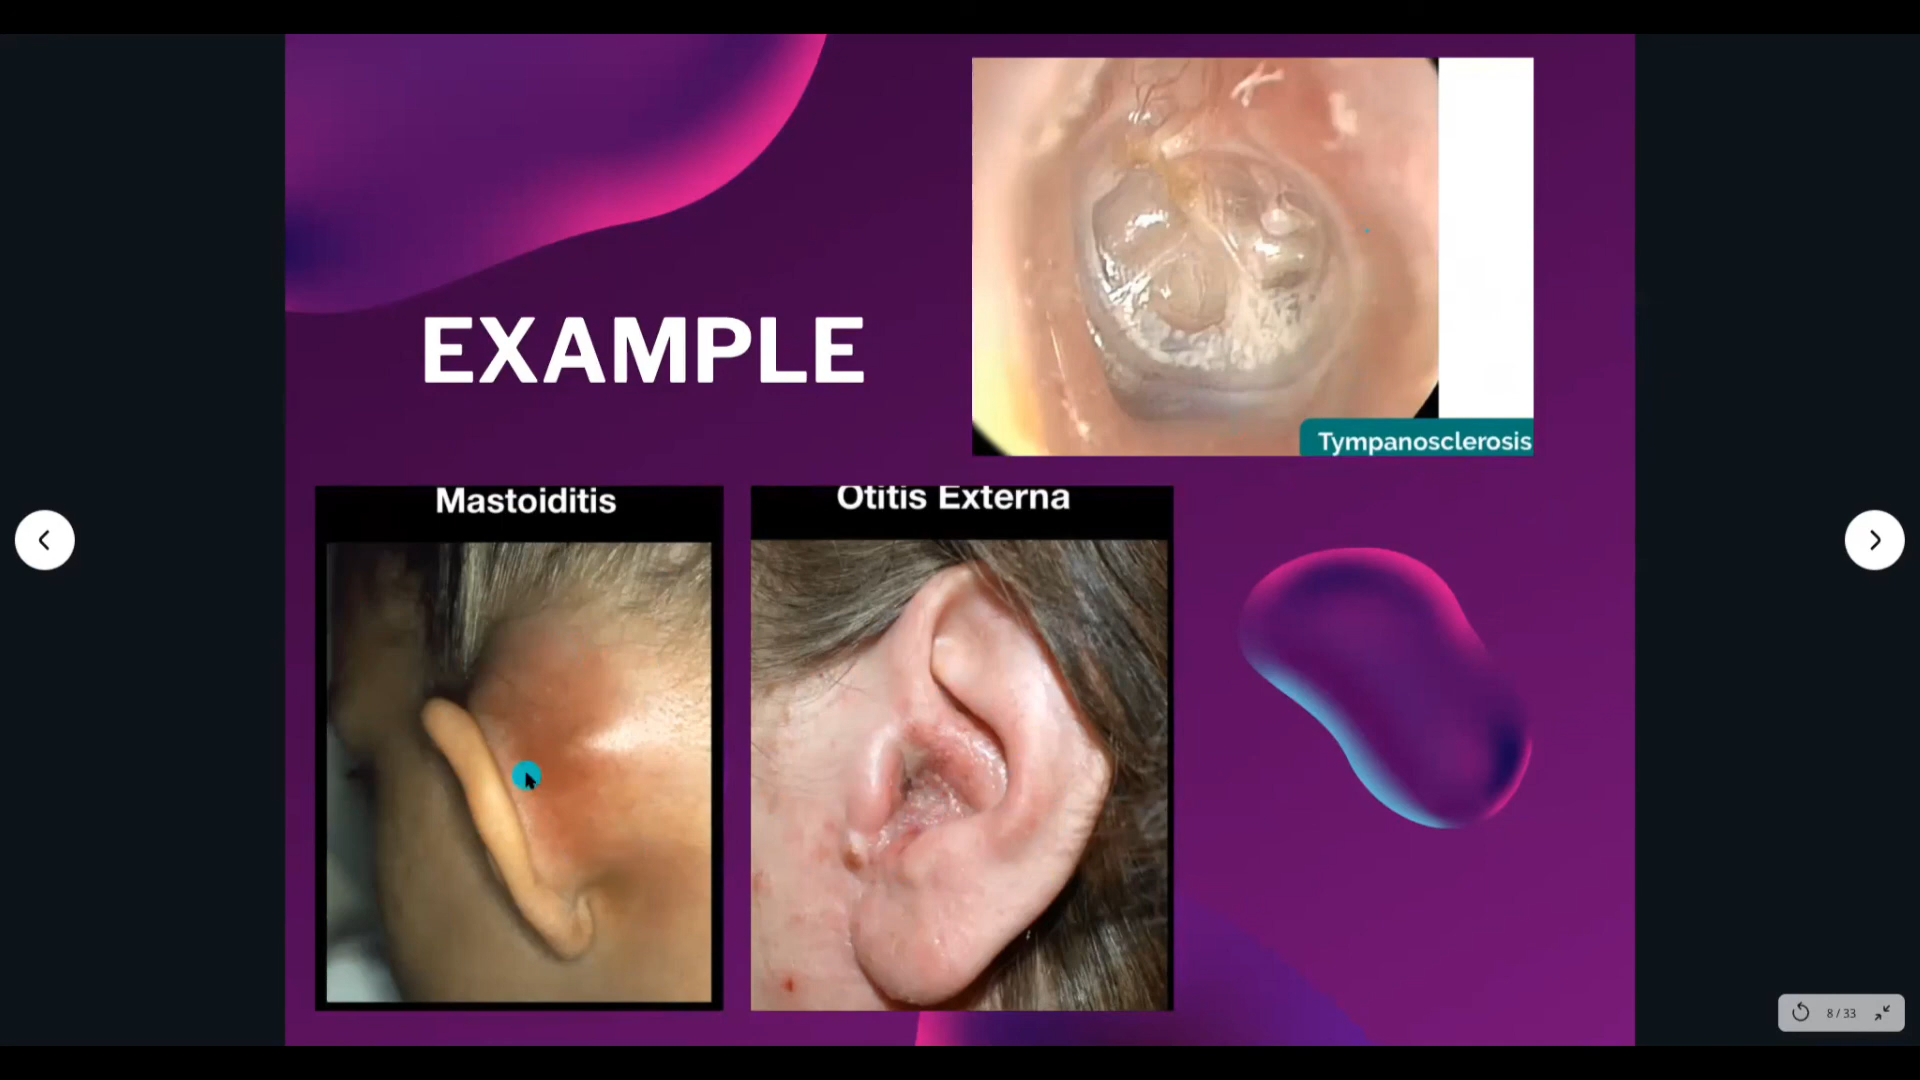 Tympanosclerosis
EXAMPLE
Mastoiditis
Otitis Externa
8 / 33